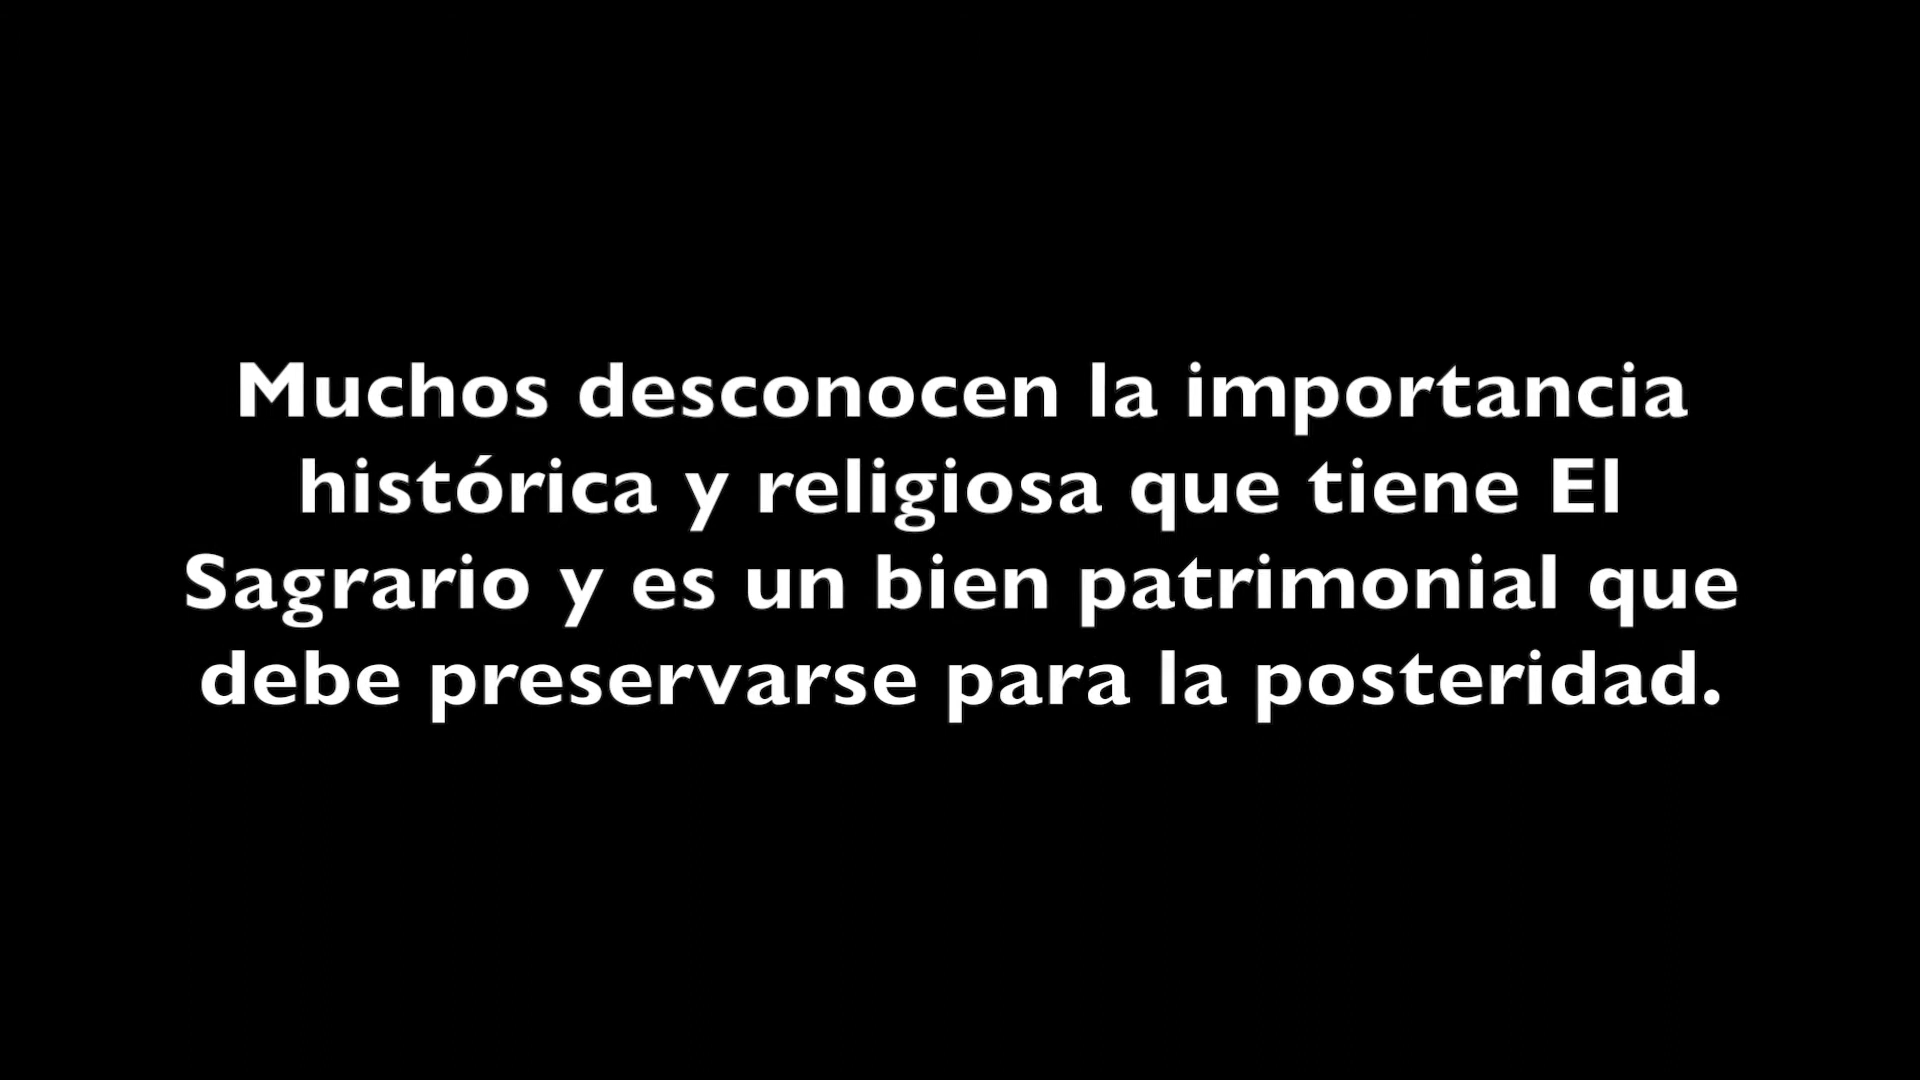 Muchos desconocen la importancia
histórica y religiosa que tiene El
Sagrario y es un bien patrimonial que
debe preservarse para la posteridad.